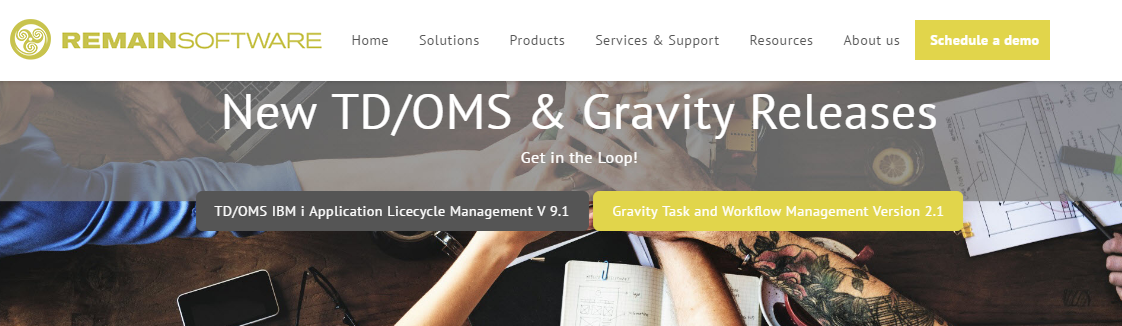 REMAINSOFTWARE
Home Solutions Products Services & Support Resources About us Schedule a demo
New TD/OMS & Gravity Releases
Get in the Loop!
TD/OMS IBM i Application Licecycle Management V 9.1 Gravity Task and Workflow Management Version 2.1